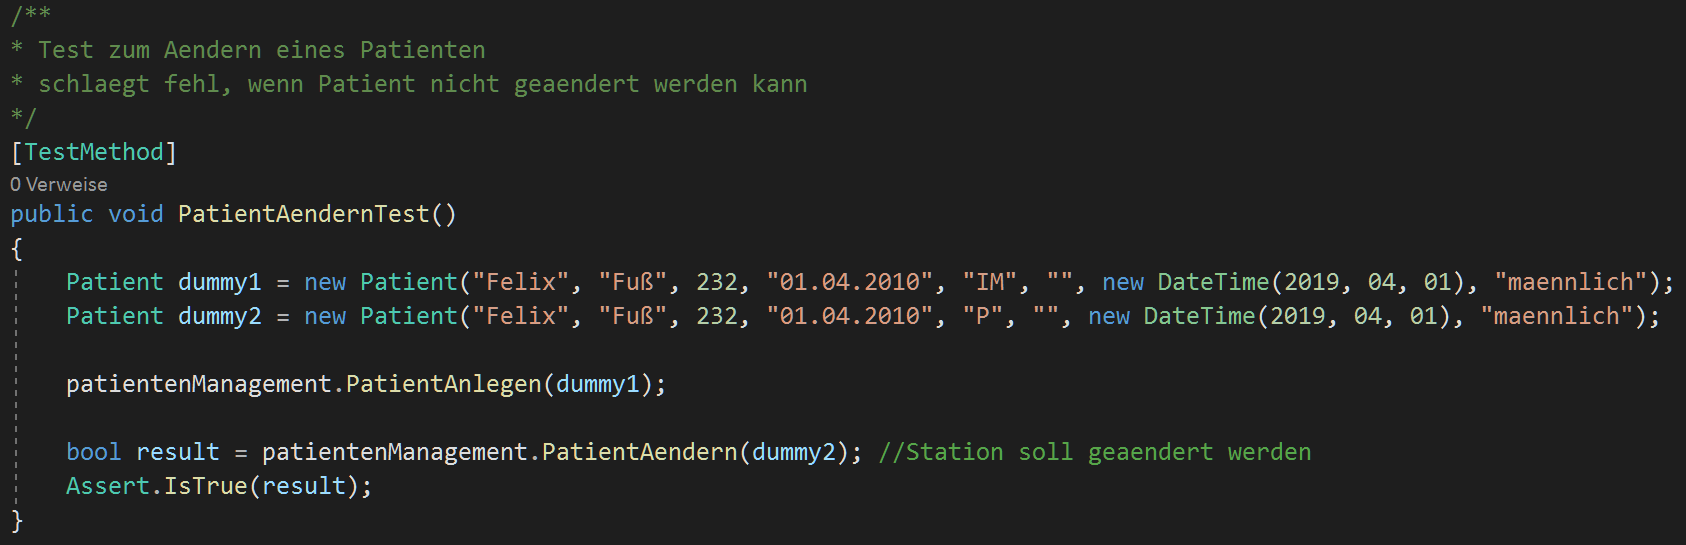 /**
* Test zum Aendern eines Patienten
* schlaegt fehl, wenn Patient nicht geaendert werden kann
*/
[TestMethod]
0 Verweise
public void PatientAendernTest()
{
Patient dummy1 = new Patient("Felix", "Fuß", 232, "01.04.2010", "IM", "", new DateTime(2019, 04, 01), "maennlich");
Patient dummy2 = new Patient("Felix", "Fuß", 232, "01.04.2010", "P", "", new DateTime(2019, 04, 01), "maennlich");
patientenManagement.PatientAnlegen(dummy1);
bool result = patientenManagement.PatientAendern(dummy2); //Station soll geaendert werden
Assert.IsTrue(result);
}